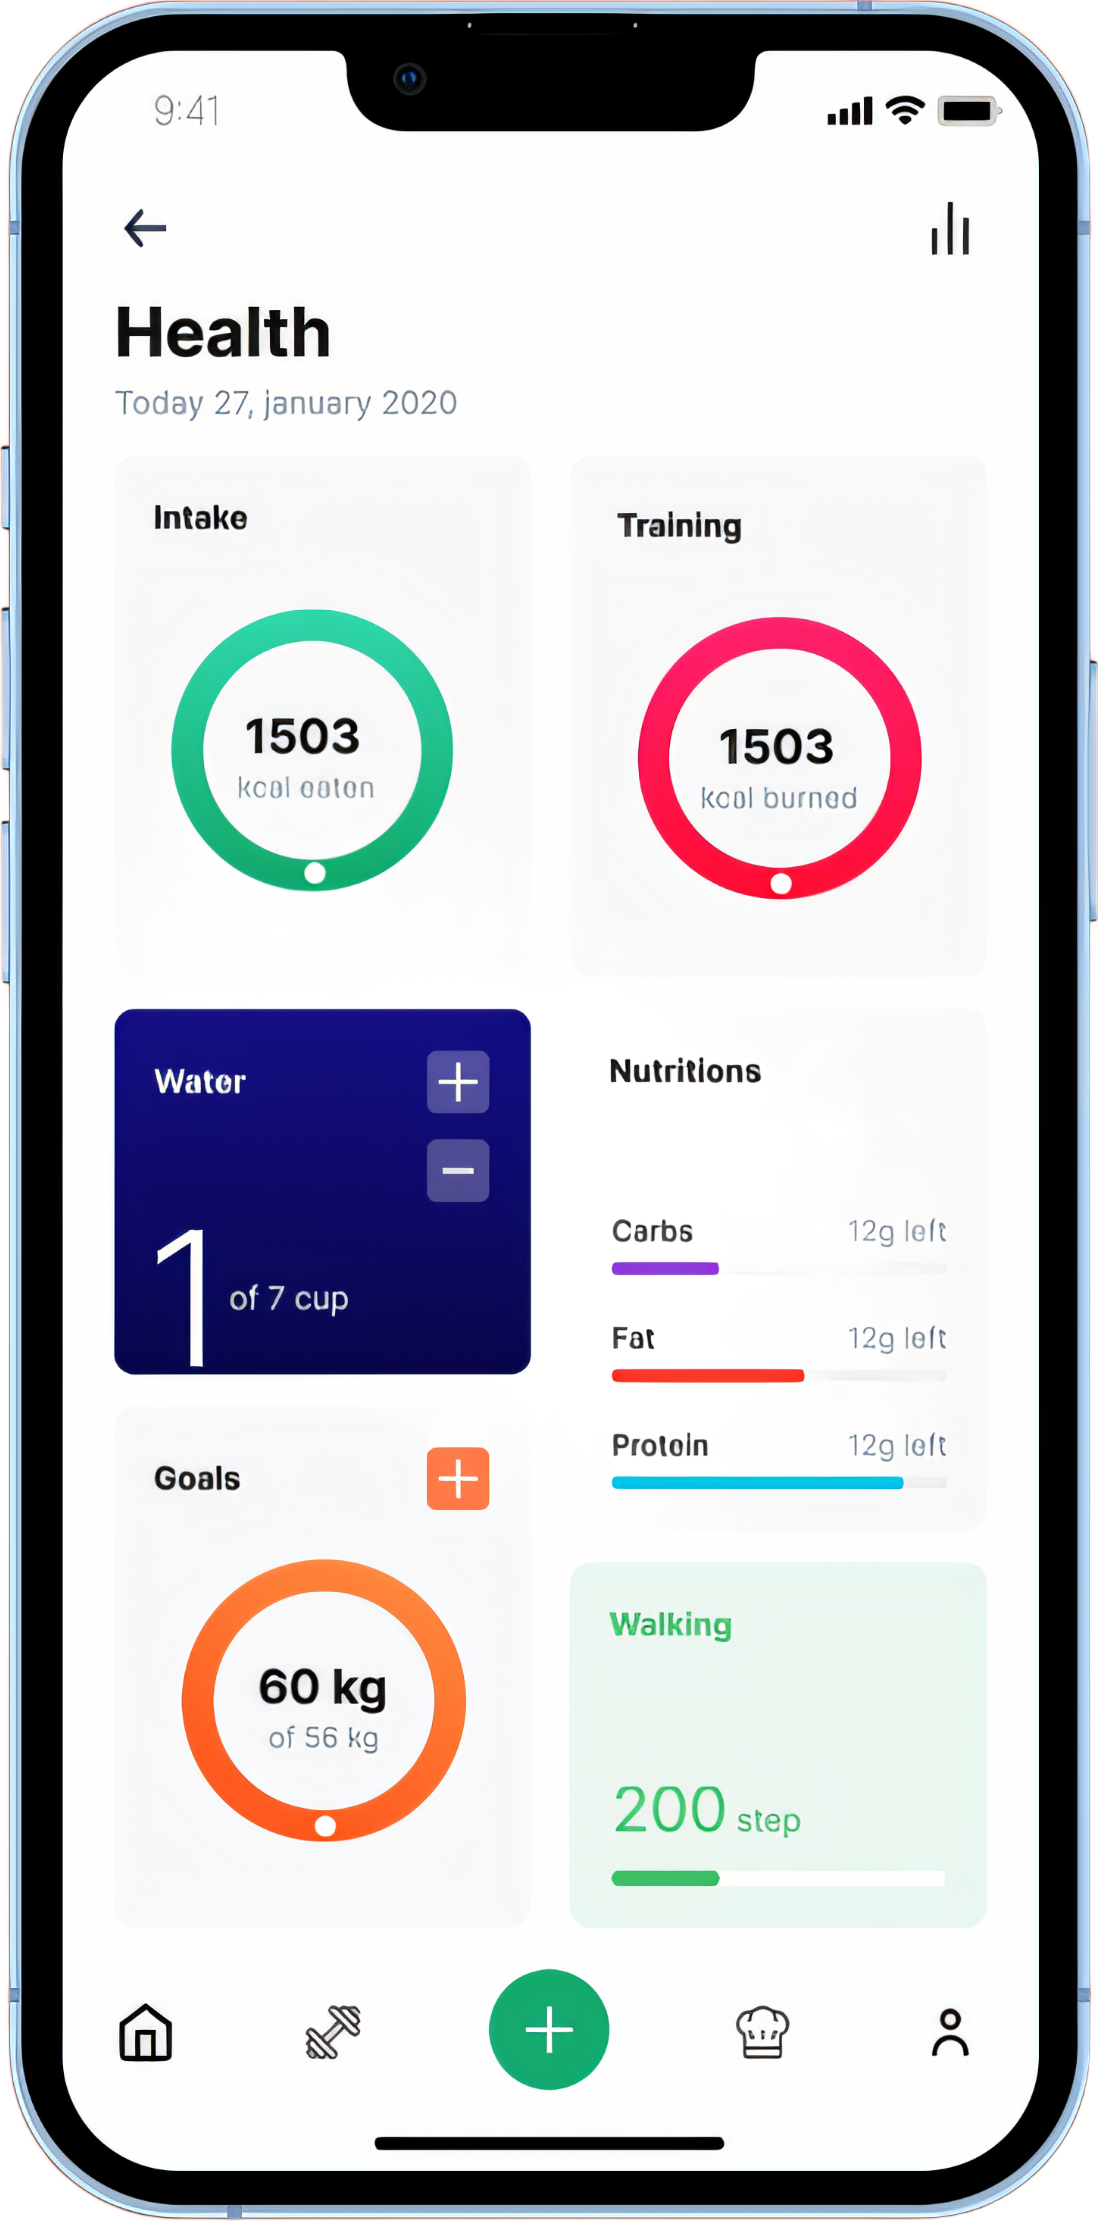 9:41
Health
Today 27, january 2020
Intake
1503
kcal eaten
Training
1503
kcal burned
Water
1 of 7 cup
Nutritions
Carbs 12g left
Fat 12g left
Protein 12g left
Goals
60 kg
of 56 kg
Walking
200 step